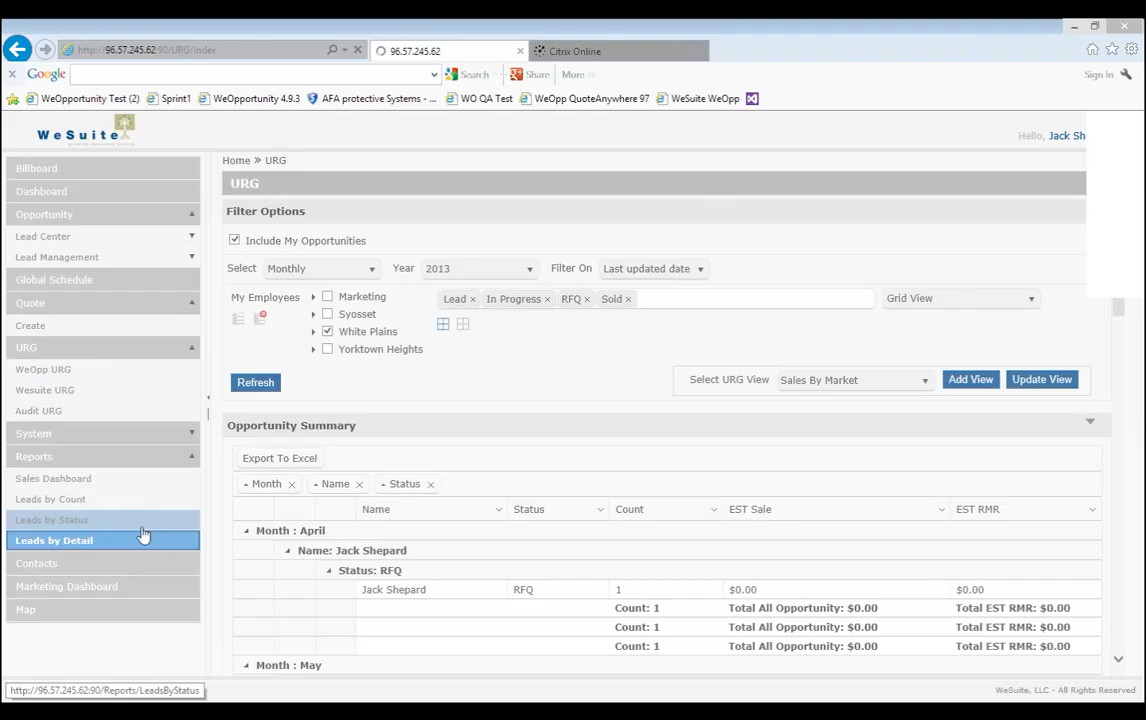 http://96.57.245.62:90/URG/Index
96.57.245.62
Citrix Online
Google
Search
Share
More
Sign In
WeOpportunity Test (2)
Sprint1
WeOpportunity 4.9.3
AFA protective Systems - ...
WO QA Test
WeOpp QuoteAnywhere 97
WeSuite WeOpp
WeSuite
Hello, Jack Sh
Billboard
Dashboard
Opportunity
Lead Center
Lead Management
Global Schedule
Quote
Create
URG
WeOpp URG
Wesuite URG
Audit URG
System
Reports
Sales Dashboard
Leads by Count
Leads by Status
Leads by Detail
Contacts
Marketing Dashboard
Map
Home » URG
URG
Filter Options
Include My Opportunities
Select Monthly Year 2013 Filter On Last updated date
My Employees
Marketing
Syosset
White Plains
Yorktown Heights
Lead × In Progress × RFQ × Sold ×
Grid View
Refresh
Select URG View Sales By Market Add View Update View
Opportunity Summary
Export To Excel
Month × Name × Status ×
Name Status Count EST Sale EST RMR
Month : April
Name: Jack Shepard
Status: RFQ
Jack Shepard RFQ 1 $0.00 $0.00
Count: 1 Total All Opportunity: $0.00 Total EST RMR: $0.00
Count: 1 Total All Opportunity: $0.00 Total EST RMR: $0.00
Count: 1 Total All Opportunity: $0.00 Total EST RMR: $0.00
Month : May
http://96.57.245.62:90/Reports/LeadsByStatus
WeSuite, LLC - All Rights Reserved